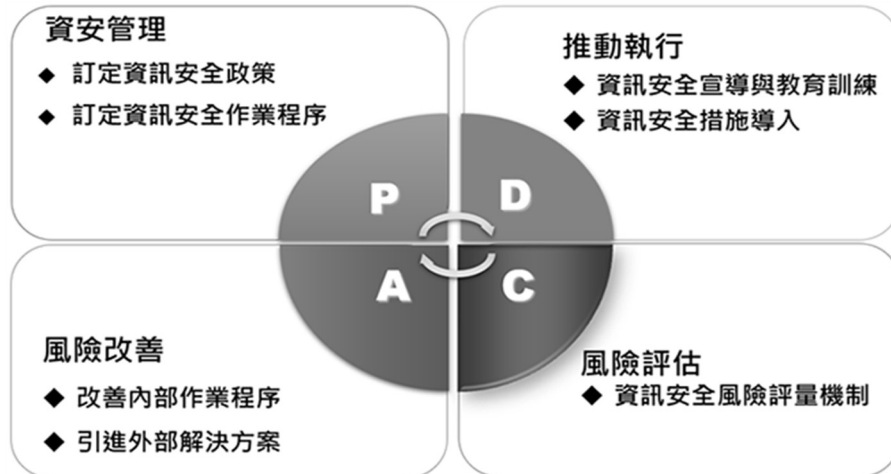 資安管理
◆ 訂定資訊安全政策
◆ 訂定資訊安全作業程序
推動執行
◆ 資訊安全宣導與教育訓練
◆ 資訊安全措施導入
P
D
A
C
風險改善
◆ 改善內部作業程序
◆ 引進外部解決方案
風險評估
◆ 資訊安全風險評量機制